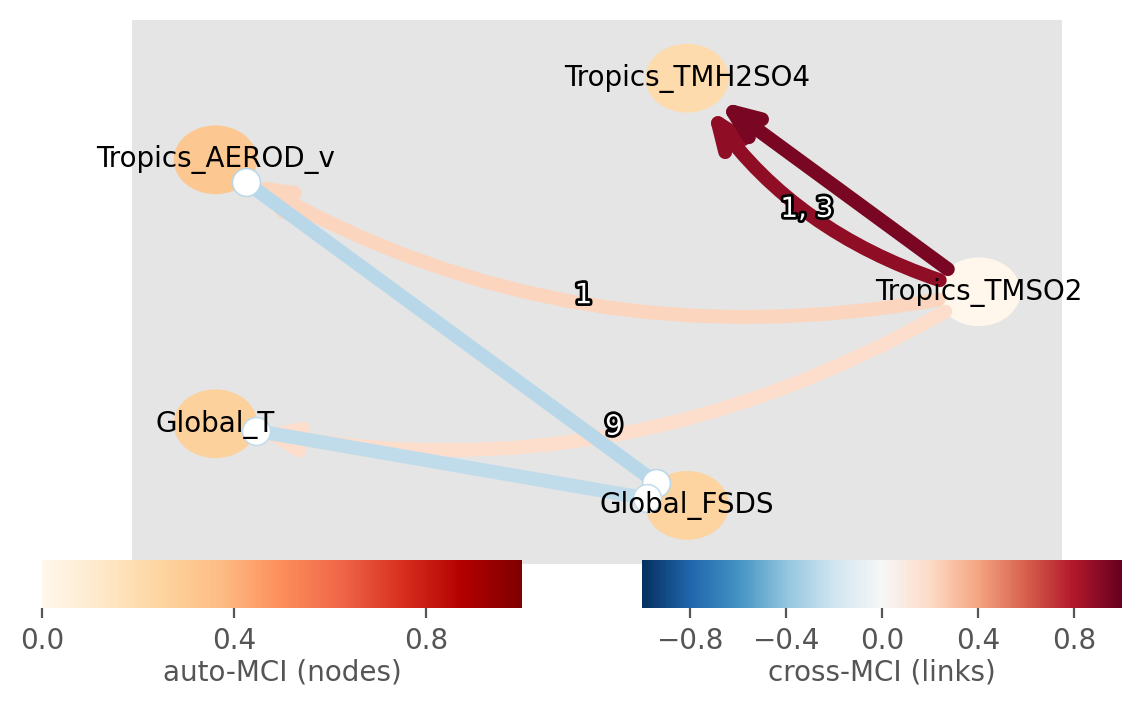 Tropics_TMH2SO4
Tropics_AEROD_v
1, 3
Tropics_TMSO2
1
Global_T
9
Global_FSDS
0.0 0.4 0.8
auto-MCI (nodes)
−0.8 −0.4 0.0 0.4 0.8
cross-MCI (links)